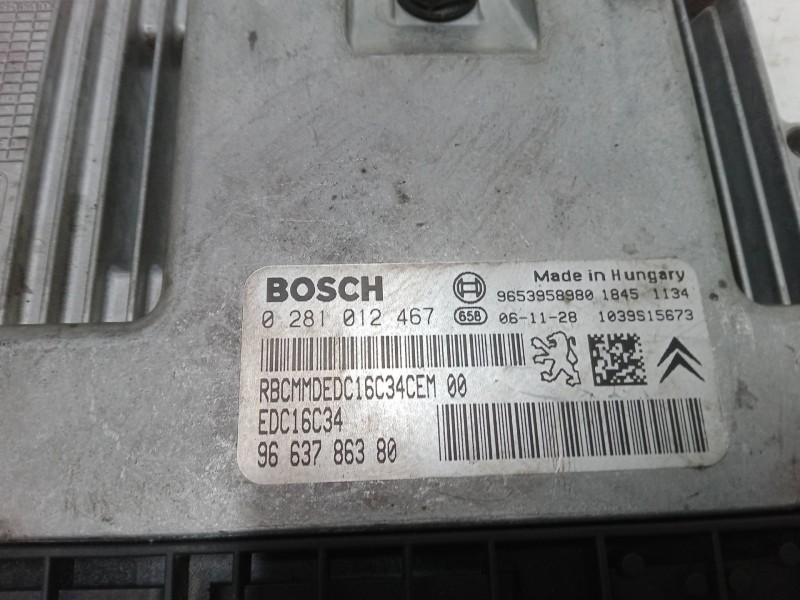 BOSCH
Made in Hungary
9653958980 1845 1134
0 281 012 467
658 06-11-28 1039S15673
RBCMMDEDC16C34CEM 00
EDC16C34
96 637 863 80